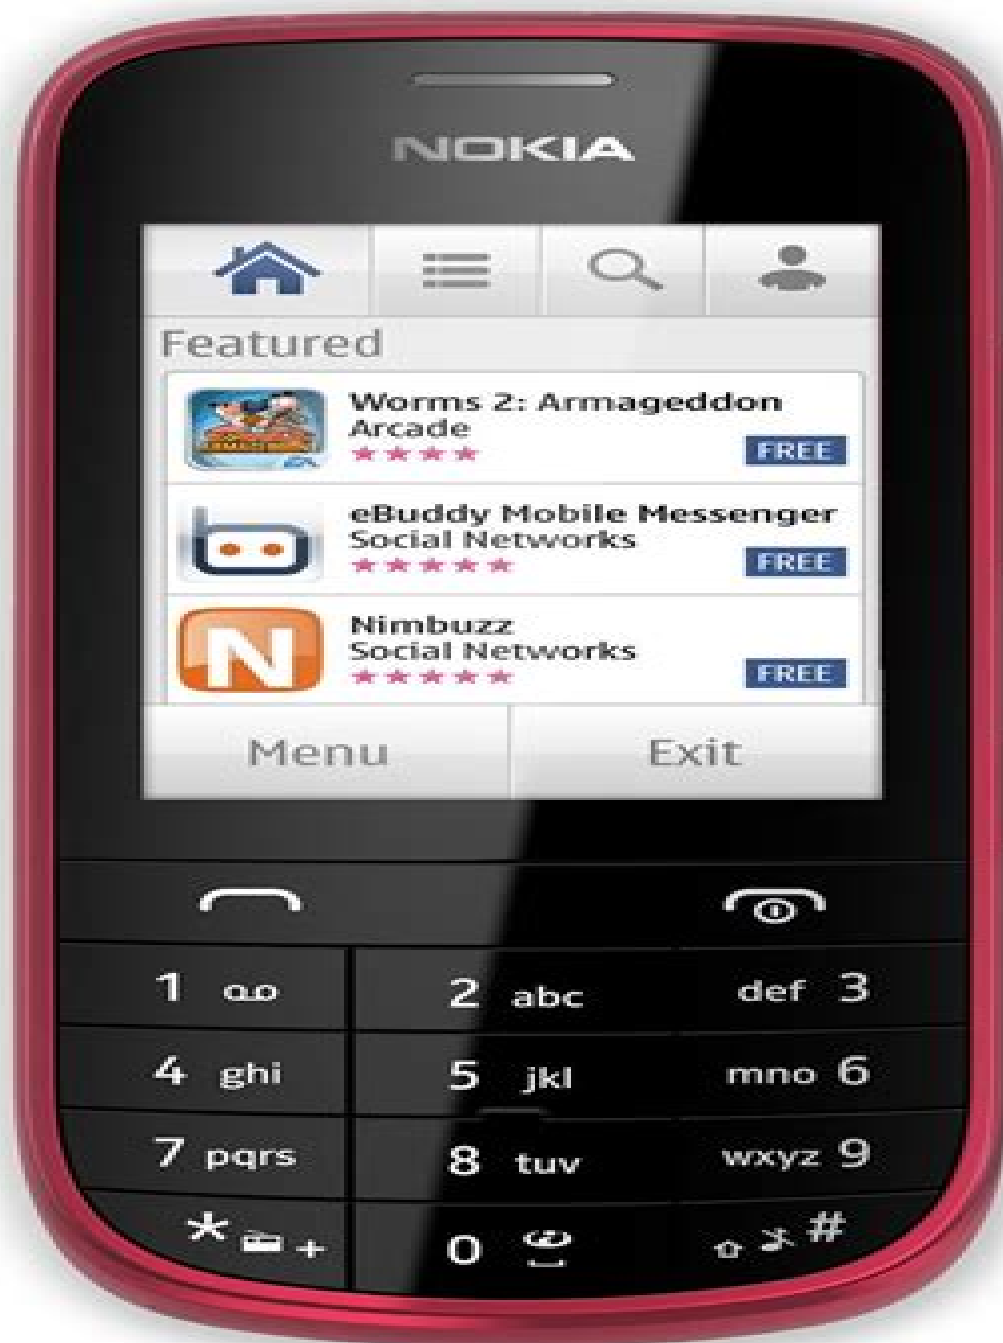 NOKIA
Featured
Worms 2: Armageddon
Arcade
FREE
eBuddy Mobile Messenger
Social Networks
FREE
N
Nimbuzz
Social Networks
FREE
Menu
Exit
1
2 abc
def 3
4 ghi
5 jkl
mno 6
7 pqrs
8 tuv
wxyz 9
* +
0
#